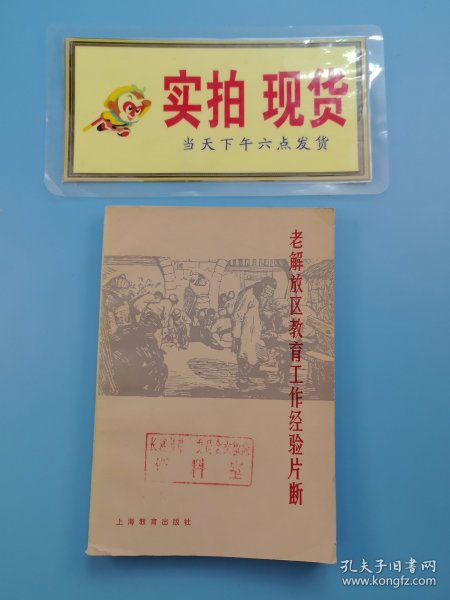 实拍 现货
当天下午六点发货
老解放区教育工作经验片断
料室
上海教育出版社
孔夫子旧书网
www.kongfz.com